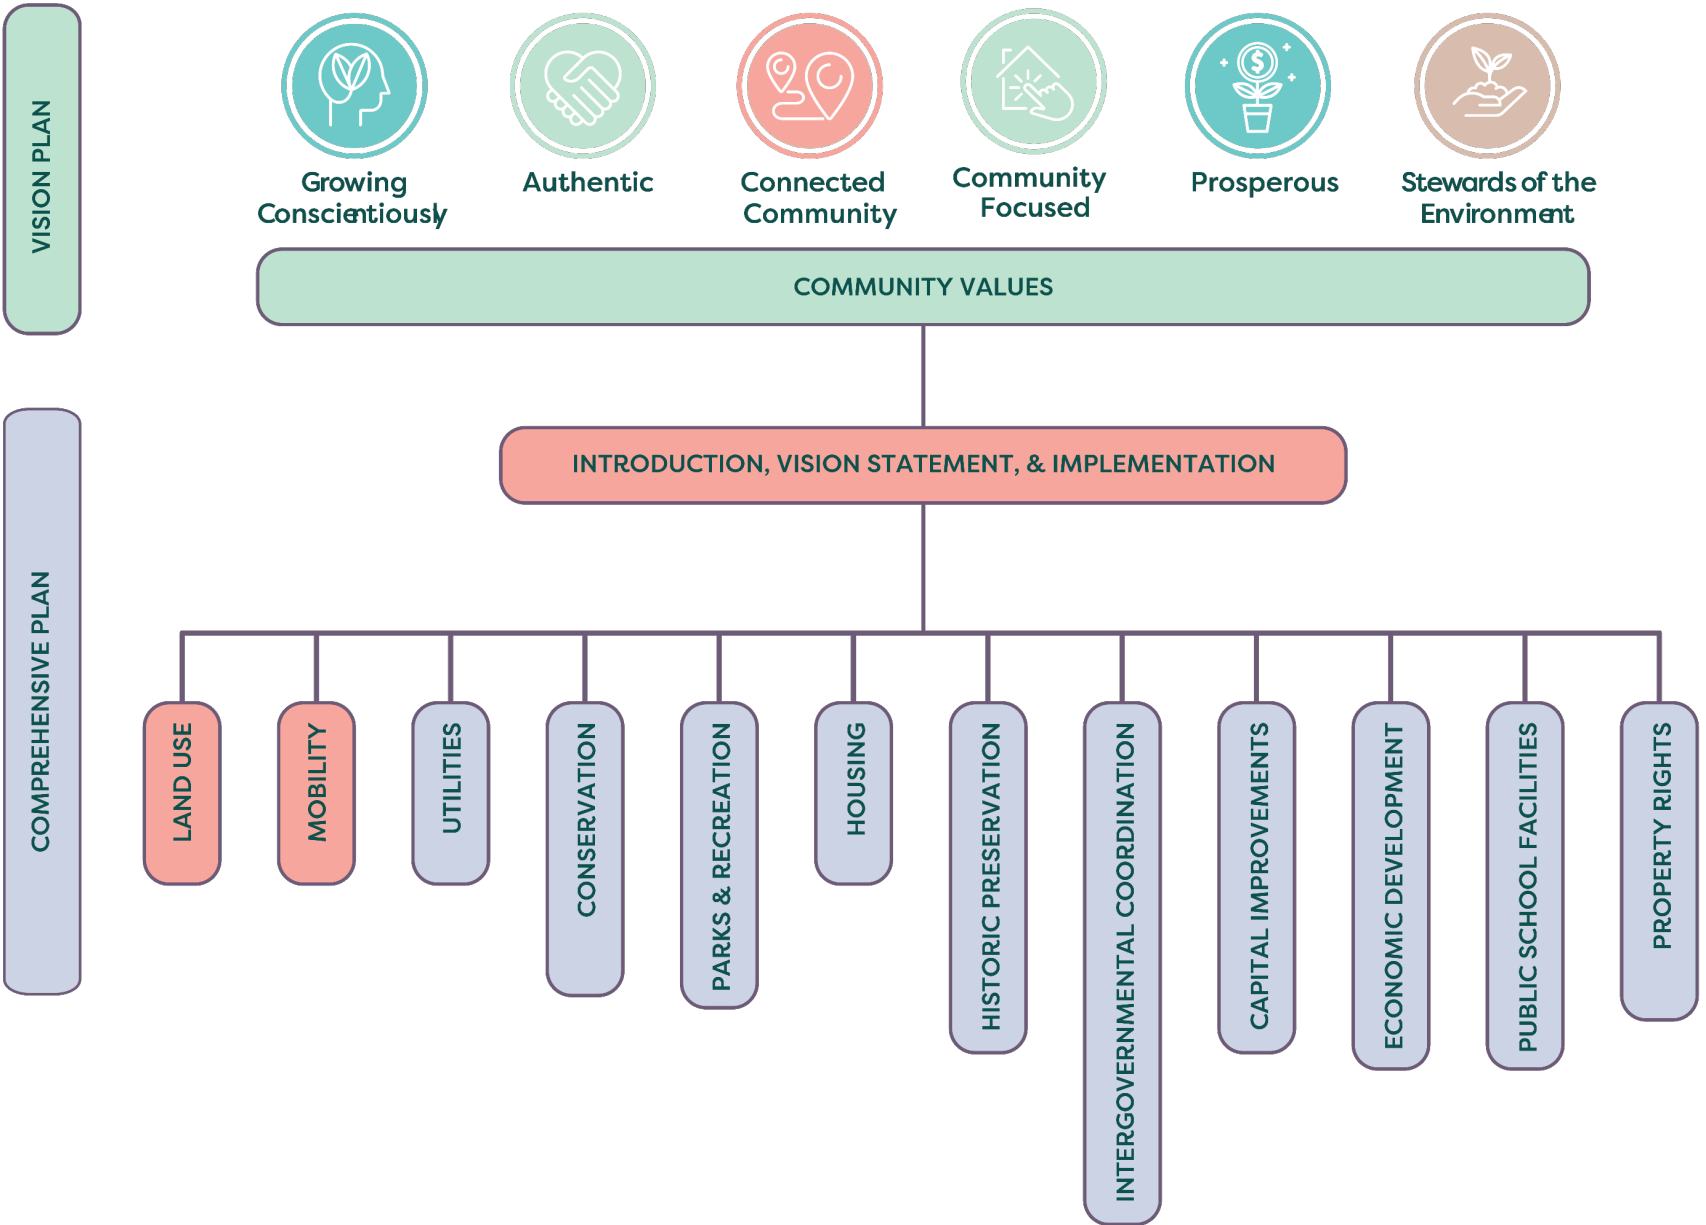 VISION PLAN
Growing
Conscientiously
Authentic
Connected
Community
Community
Focused
Prosperous
Stewards of the
Environment
COMMUNITY VALUES
COMPREHENSIVE PLAN
INTRODUCTION, VISION STATEMENT, & IMPLEMENTATION
LAND USE
MOBILITY
UTILITIES
CONSERVATION
PARKS & RECREATION
HOUSING
HISTORIC PRESERVATION
INTERGOVERNMENTAL COORDINATION
CAPITAL IMPROVEMENTS
ECONOMIC DEVELOPMENT
PUBLIC SCHOOL FACILITIES
PROPERTY RIGHTS